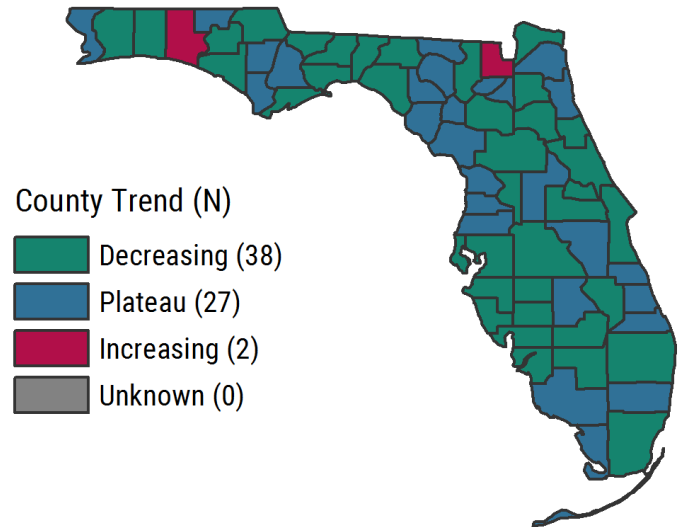 County Trend (N)
Decreasing (38)
Plateau (27)
Increasing (2)
Unknown (0)